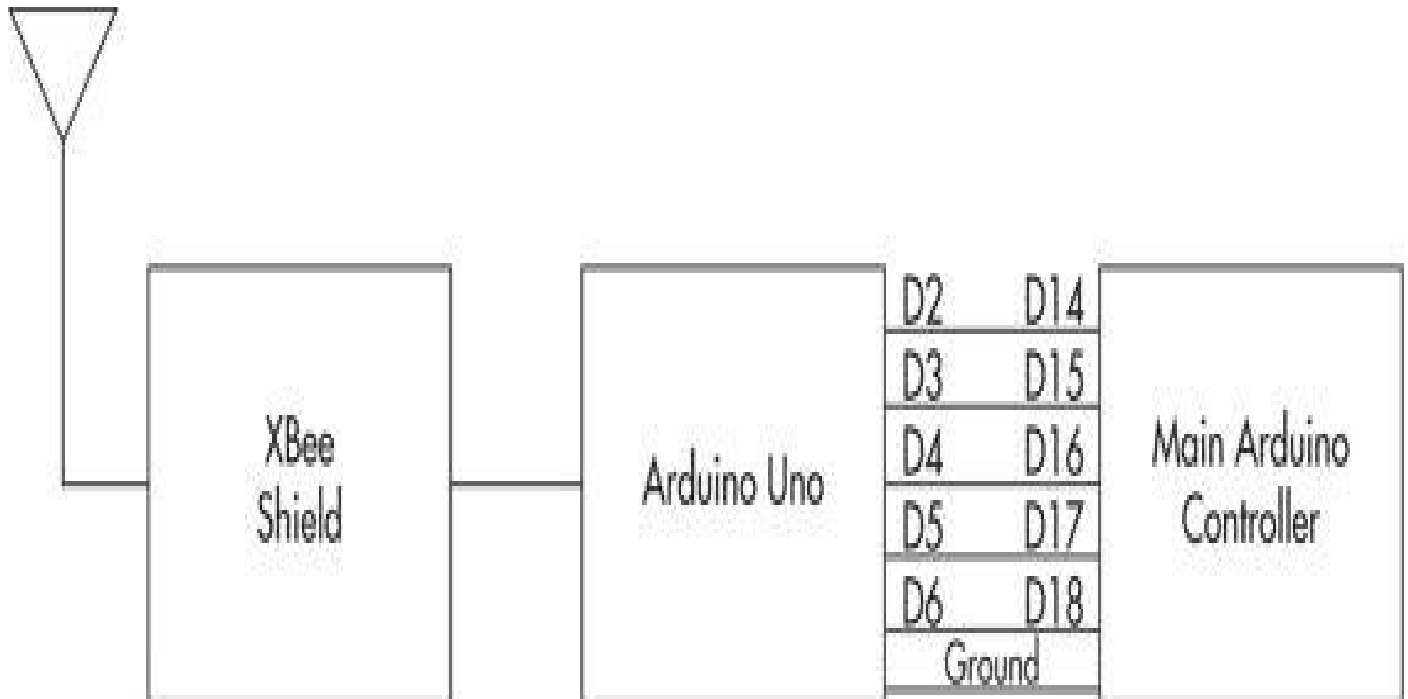 XBee
Shield
Arduino Uno
D2 D14
D3 D15
D4 D16
D5 D17
D6 D18
Ground
Main Arduino
Controller